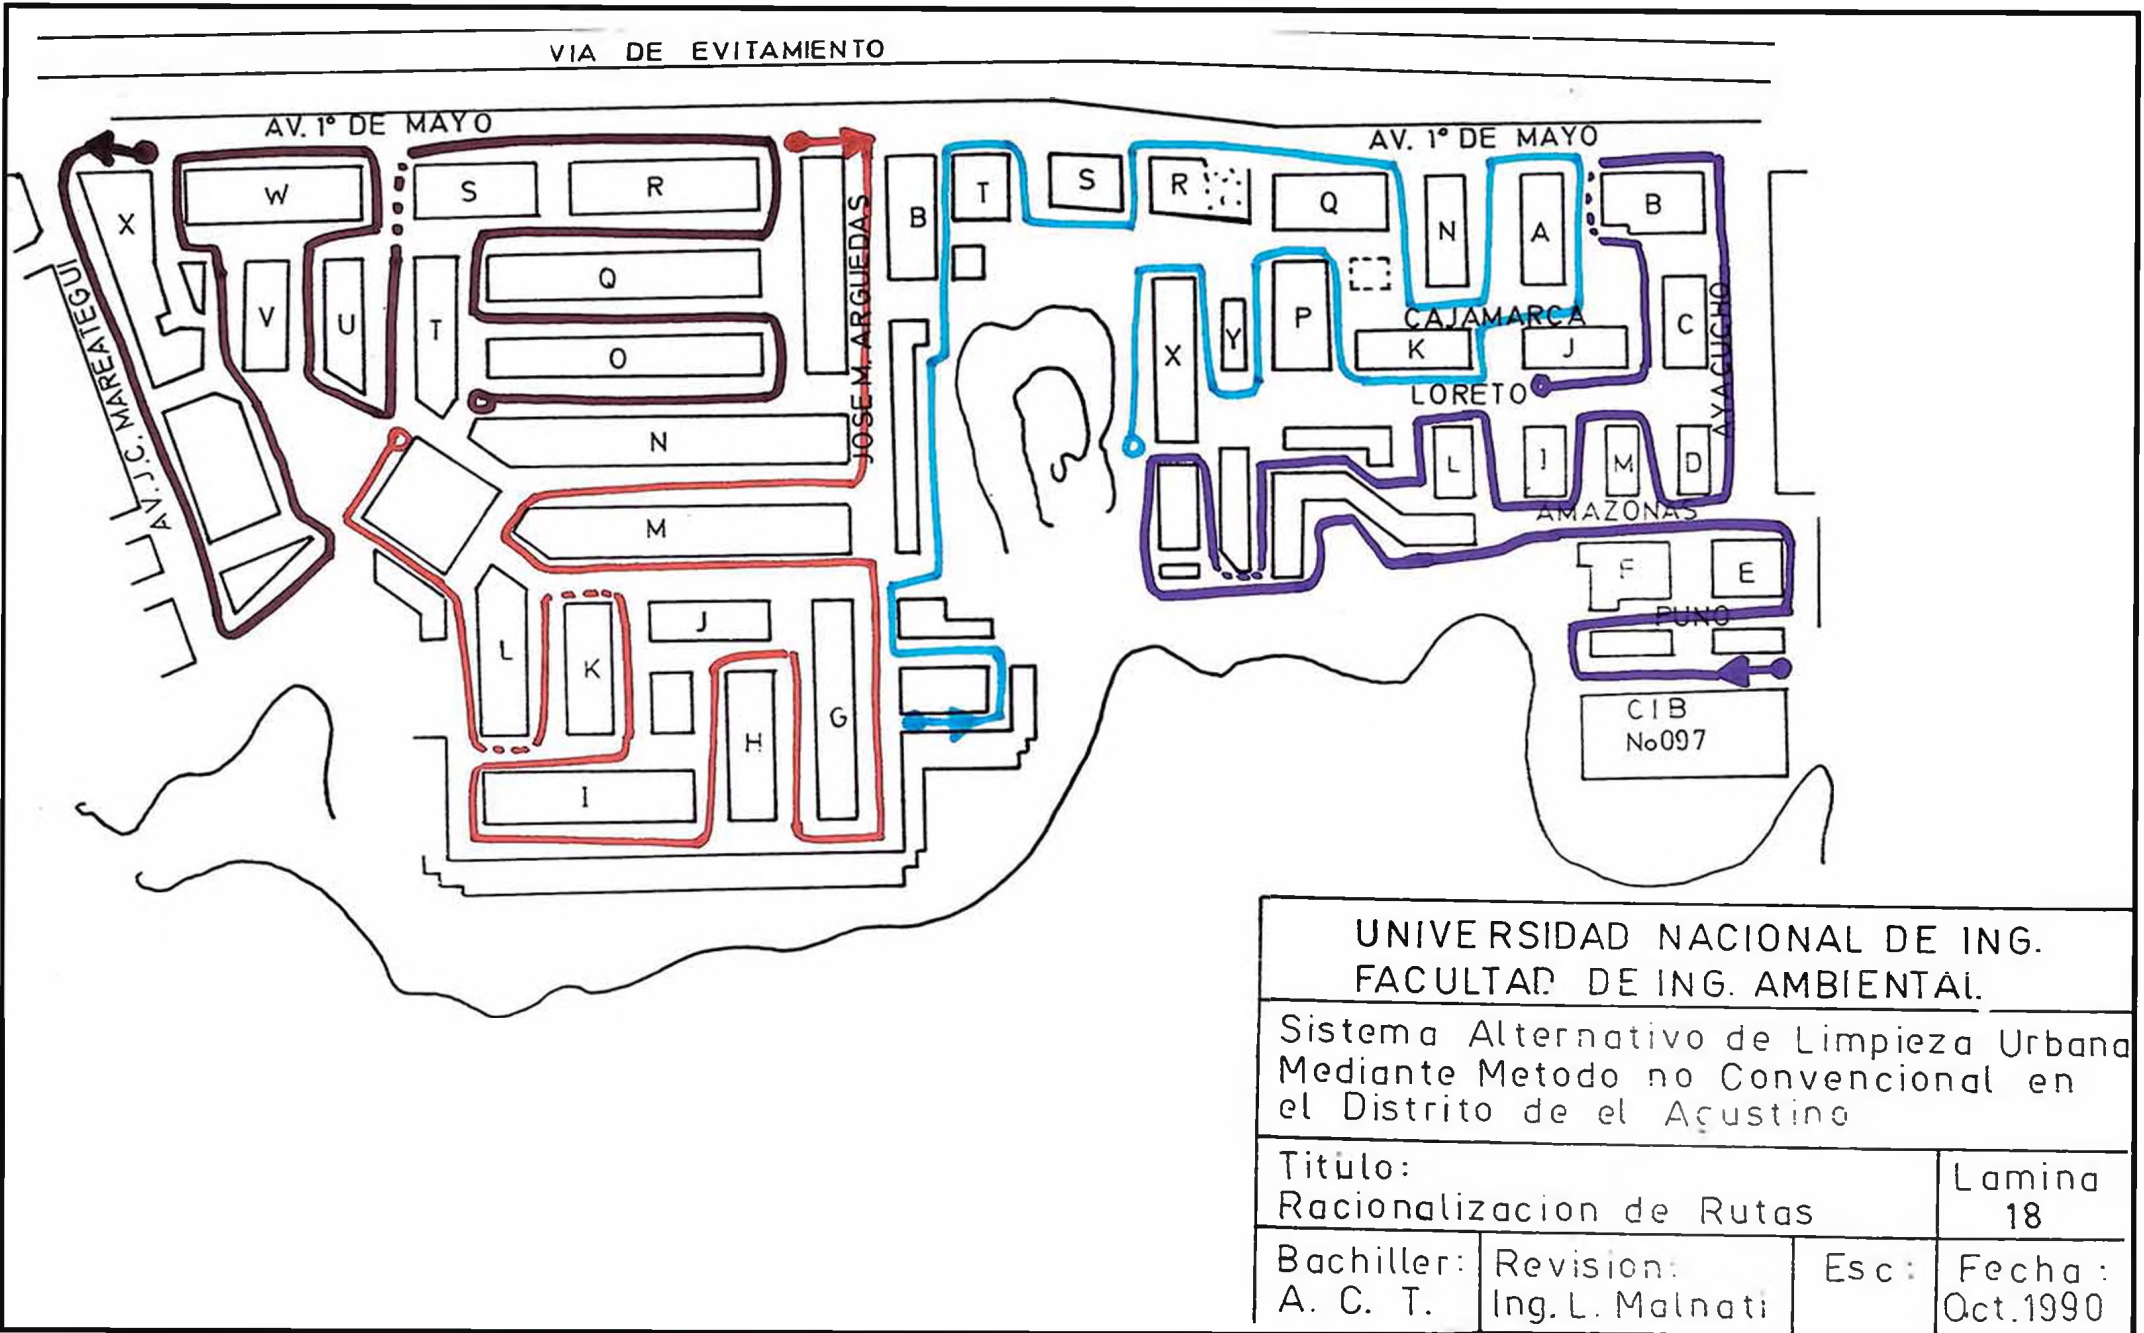 VIA DE EVITAMIENTO
AV. 1° DE MAYO
AV. 1° DE MAYO
X
W
S
R
V
U
T
Q
O
N
M
L
K
J
I
H
G
AV. J.C. MAREATEGUI
JOSE M. ARGUEDAS
B
T
S
R
Q
N
A
B
X
Y
P
CAJAMARCA
K
J
C
AYACUCHO
LORETO
L
I
M
D
AMAZONAS
F
E
PUNO
CIB
No097
UNIVERSIDAD NACIONAL DE ING.
FACULTAD DE ING. AMBIENTAL.
Sistema Alternativo de Limpieza Urbana
Mediante Metodo no Convencional en
el Distrito de el Agustino
Titulo:
Racionalizacion de Rutas
Lamina
18
Bachiller:
A. C. T.
Revision:
Ing. L. Malnati
Esc:
Fecha:
Oct.1990